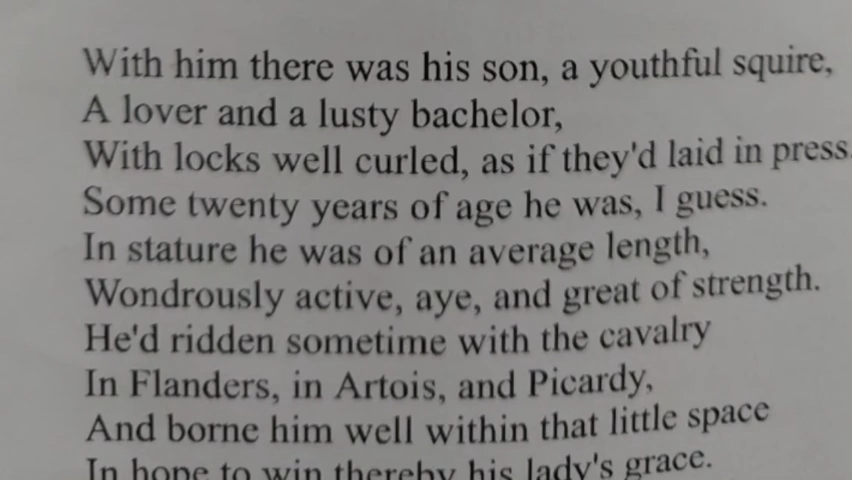 With him there was his son, a youthful squire,
A lover and a lusty bachelor,
With locks well curled, as if they'd laid in press.
Some twenty years of age he was, I guess.
In stature he was of an average length,
Wondrously active, aye, and great of strength.
He'd ridden sometime with the cavalry
In Flanders, in Artois, and Picardy,
And borne him well within that little space
In hope to win thereby his lady's grace.